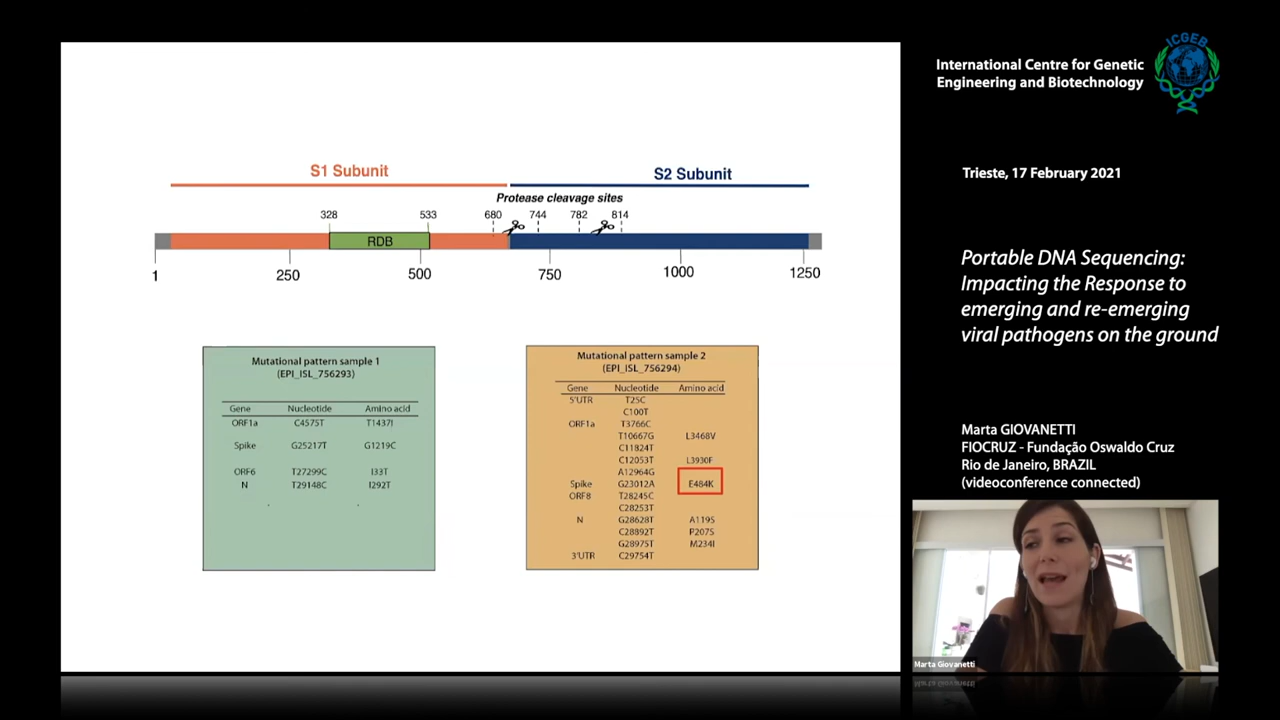 S1 Subunit
S2 Subunit
Protease cleavage sites
328 533 680 744 782 814
RDB
1 250 500 750 1000 1250
Mutational pattern sample 1
(EPI_ISL_756293)
Gene Nucleotide Amino acid
ORF1a C4575T T1437I
Spike G25217T G1219C
ORF6 T27299C I33T
N T29148C I292T
Mutational pattern sample 2
(EPI_ISL_756294)
Gene Nucleotide Amino acid
5'UTR T25C
C100T
ORF1a T3766C
T10667G L3468V
C11824T
C12053T L3930F
A12964G
Spike G23012A E484K
ORF8 T28245C
C28253T
N G28628T A119S
C28892T P207S
G28975T M234I
3'UTR C29754T
International Centre for Genetic
Engineering and Biotechnology
ICGEB
Trieste, 17 February 2021
Portable DNA Sequencing:
Impacting the Response to
emerging and re-emerging
viral pathogens on the ground
Marta GIOVANETTI
FIOCRUZ - Fundação Oswaldo Cruz
Rio de Janeiro, BRAZIL
(videoconference connected)
Marta Giovanetti